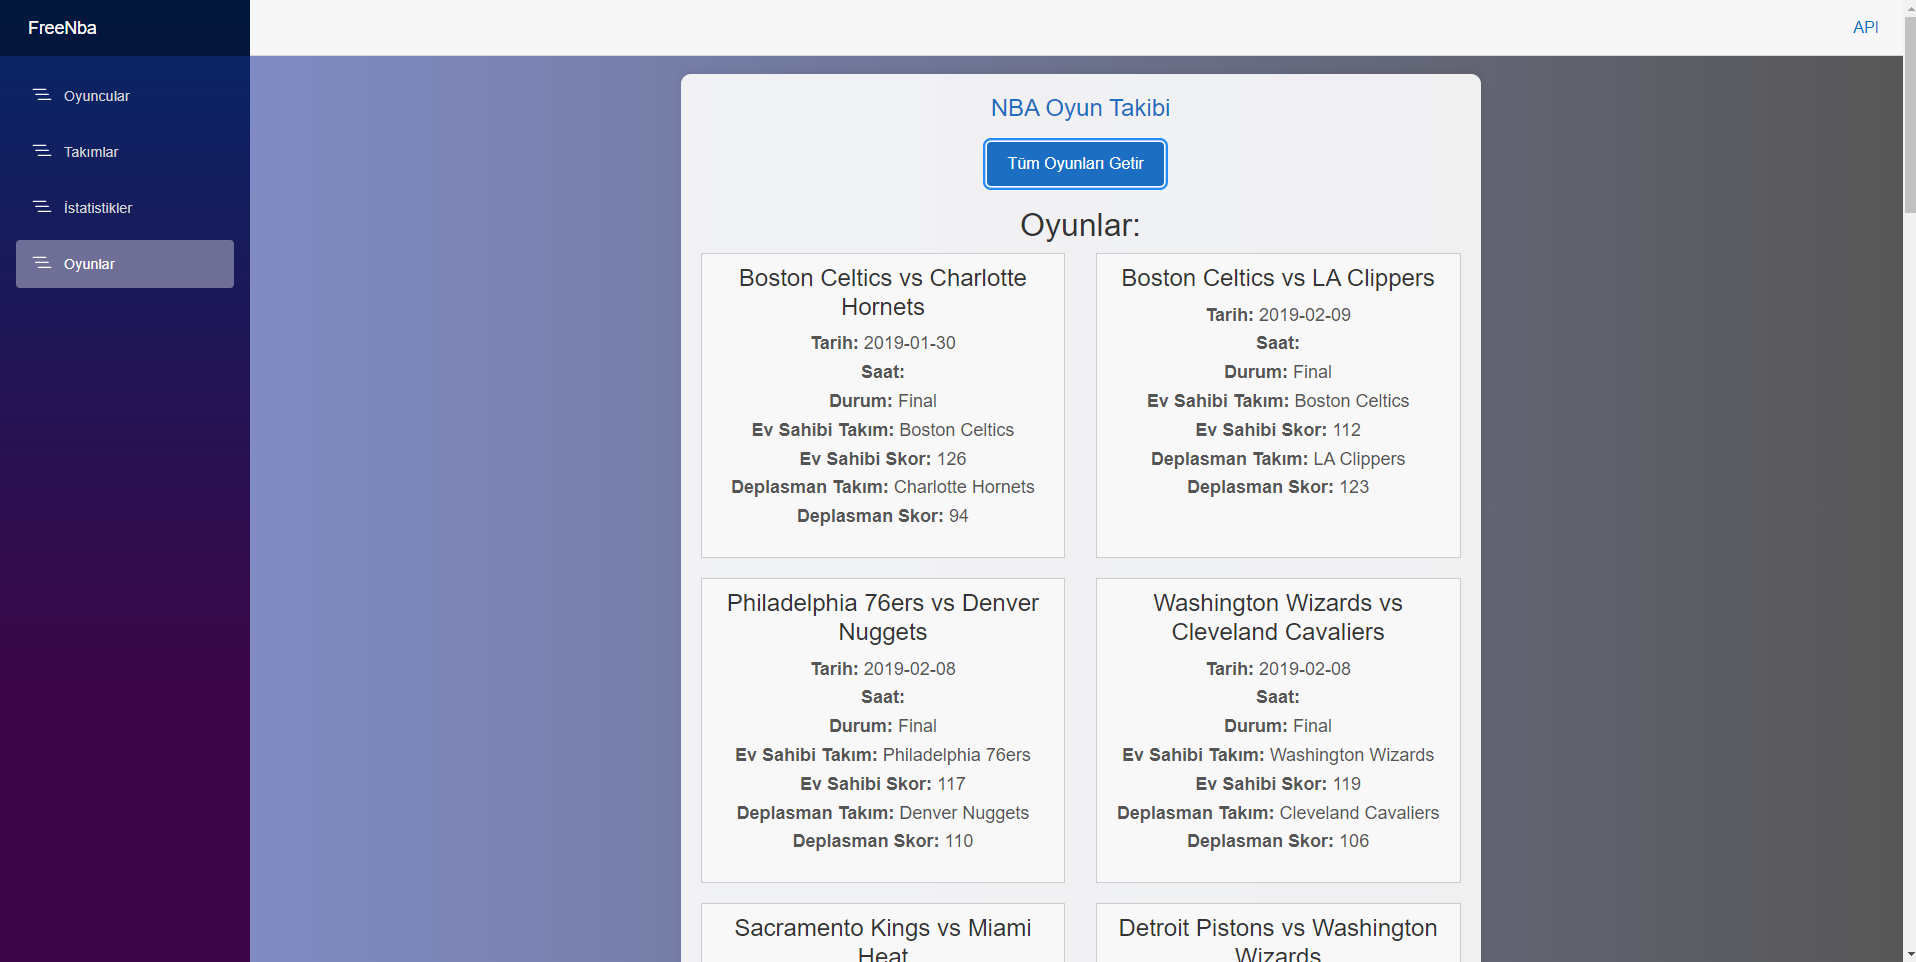 FreeNba
API
Oyuncular
Takımlar
İstatistikler
Oyunlar
NBA Oyun Takibi
Tüm Oyunları Getir
Oyunlar:
Boston Celtics vs Charlotte
Hornets
Tarih: 2019-01-30
Saat:
Durum: Final
Ev Sahibi Takım: Boston Celtics
Ev Sahibi Skor: 126
Deplasman Takım: Charlotte Hornets
Deplasman Skor: 94
Boston Celtics vs LA Clippers
Tarih: 2019-02-09
Saat:
Durum: Final
Ev Sahibi Takım: Boston Celtics
Ev Sahibi Skor: 112
Deplasman Takım: LA Clippers
Deplasman Skor: 123
Philadelphia 76ers vs Denver
Nuggets
Tarih: 2019-02-08
Saat:
Durum: Final
Ev Sahibi Takım: Philadelphia 76ers
Ev Sahibi Skor: 117
Deplasman Takım: Denver Nuggets
Deplasman Skor: 110
Washington Wizards vs
Cleveland Cavaliers
Tarih: 2019-02-08
Saat:
Durum: Final
Ev Sahibi Takım: Washington Wizards
Ev Sahibi Skor: 119
Deplasman Takım: Cleveland Cavaliers
Deplasman Skor: 106
Sacramento Kings vs Miami
Heat
Detroit Pistons vs Washington
Wizards